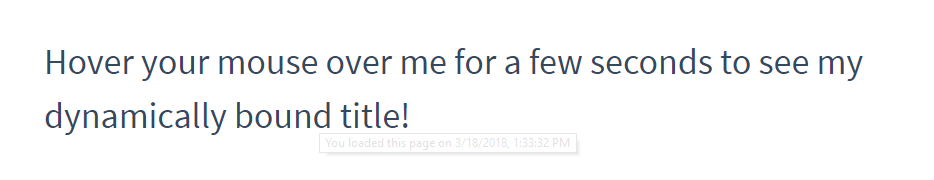 Hover your mouse over me for a few seconds to see my
dynamically bound title!
You loaded this page on 3/18/2018, 1:33:32 PM